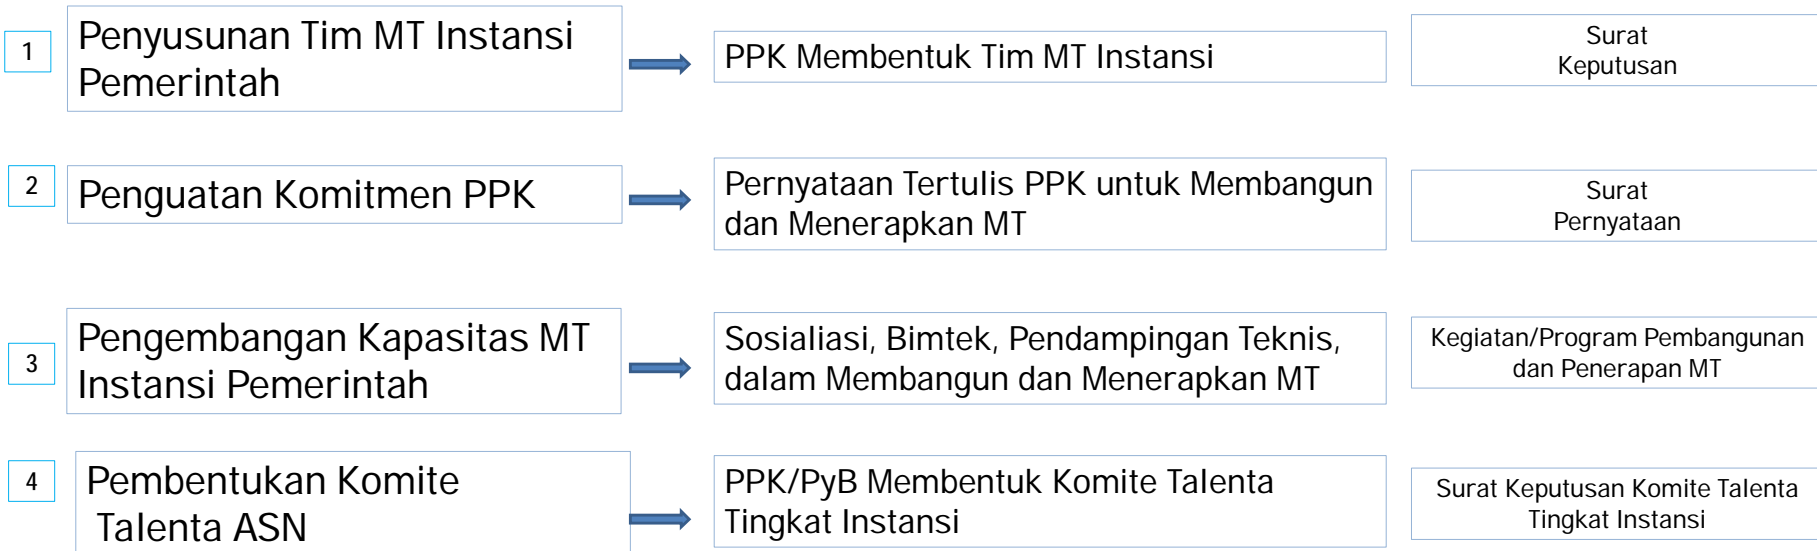 1
Penyusunan Tim MT Instansi
Pemerintah
PPK Membentuk Tim MT Instansi
Surat
Keputusan
2
Penguatan Komitmen PPK
Pernyataan Tertulis PPK untuk Membangun
dan Menerapkan MT
Surat
Pernyataan
3
Pengembangan Kapasitas MT
Instansi Pemerintah
Sosialiasi, Bimtek, Pendampingan Teknis,
dalam Membangun dan Menerapkan MT
Kegiatan/Program Pembangunan
dan Penerapan MT
4
Pembentukan Komite
Talenta ASN
PPK/PyB Membentuk Komite Talenta
Tingkat Instansi
Surat Keputusan Komite Talenta
Tingkat Instansi